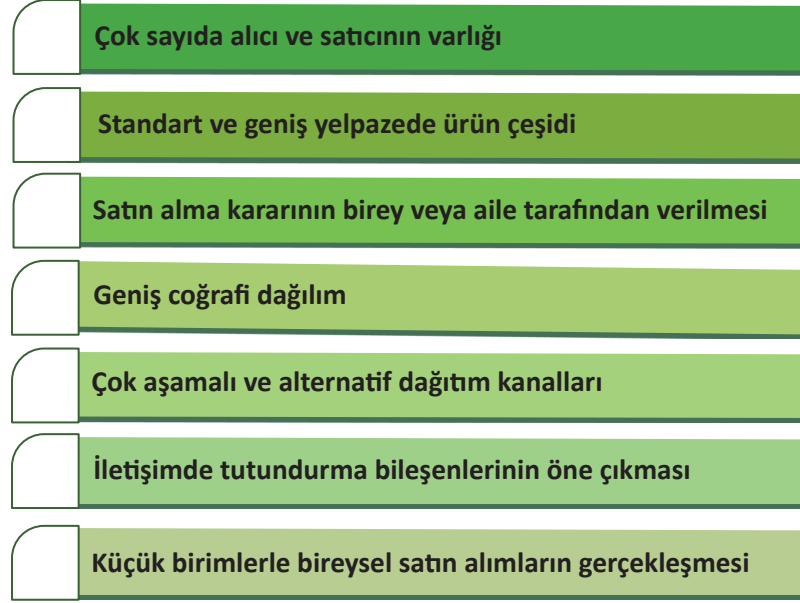 Çok sayıda alıcı ve satıcının varlığı
Standart ve geniş yelpazede ürün çeşidi
Satın alma kararının birey veya aile tarafından verilmesi
Geniş coğrafi dağılım
Çok aşamalı ve alternatif dağıtım kanalları
İletişimde tutundurma bileşenlerinin öne çıkması
Küçük birimlerle bireysel satın alımların gerçekleşmesi